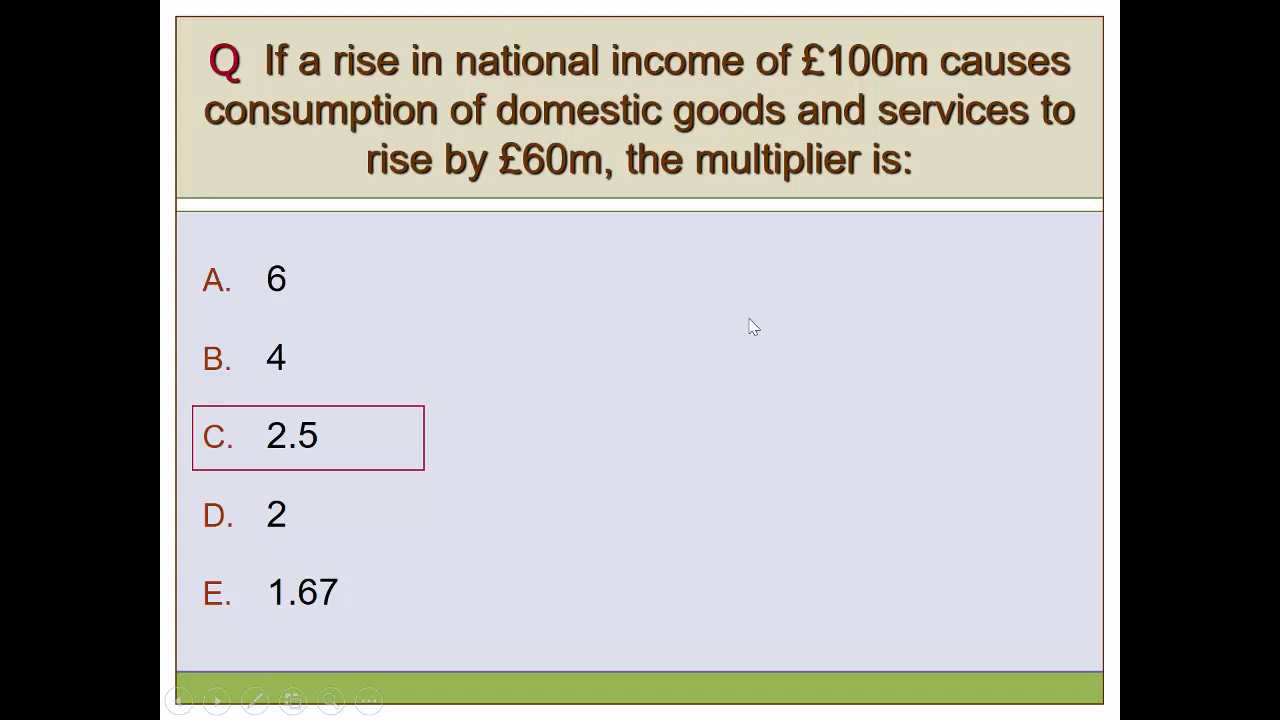 Q If a rise in national income of £100m causes
consumption of domestic goods and services to
rise by £60m, the multiplier is:
A. 6
B. 4
C. 2.5
D. 2
E. 1.67